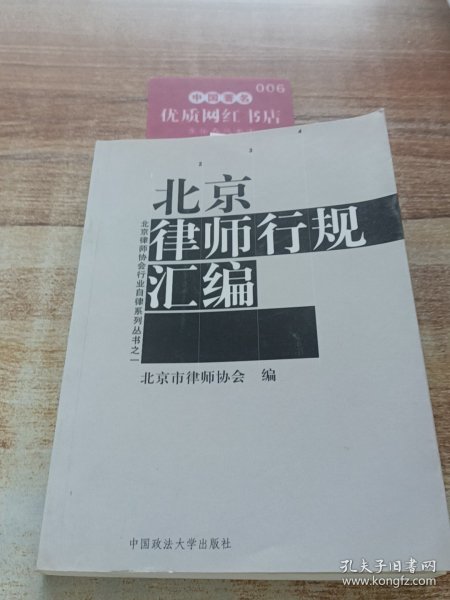 006
中国著名
优质网红书店
2
3
4
北京
律师行规
汇编
北京律师协会行业自律系列丛书之一
北京市律师协会 编
中国政法大学出版社
孔夫子旧书网
www.kongfz.com